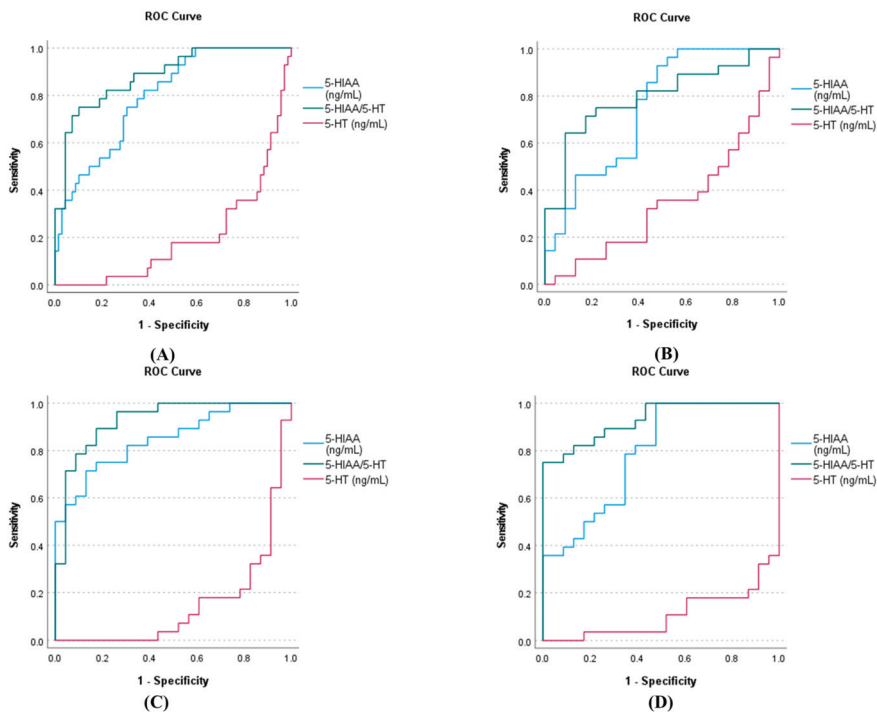 ROC Curve
1.0
0.8
0.6
0.4
0.2
0.0
Sensitivity
0.0 0.2 0.4 0.6 0.8 1.0
1 - Specificity
5-HIAA
(ng/mL)
5-HIAA/5-HT
5-HT (ng/mL)
(A)
ROC Curve
1.0
0.8
0.6
0.4
0.2
0.0
Sensitivity
0.0 0.2 0.4 0.6 0.8 1.0
1 - Specificity
5-HIAA
(ng/mL)
5-HIAA/5-HT
5-HT (ng/mL)
(B)
ROC Curve
1.0
0.8
0.6
0.4
0.2
0.0
Sensitivity
0.0 0.2 0.4 0.6 0.8 1.0
1 - Specificity
5-HIAA
(ng/mL)
5-HIAA/5-HT
5-HT (ng/mL)
(C)
ROC Curve
1.0
0.8
0.6
0.4
0.2
0.0
Sensitivity
0.0 0.2 0.4 0.6 0.8 1.0
1 - Specificity
5-HIAA
(ng/mL)
5-HIAA/5-HT
5-HT (ng/mL)
(D)